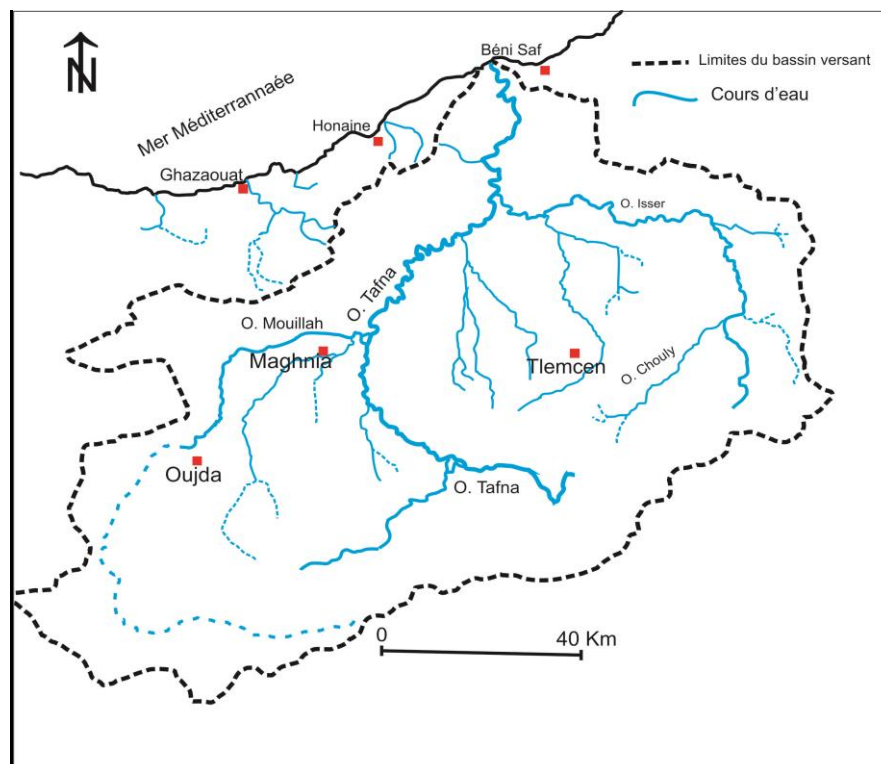 Béni Saf
Limites du bassin versant
Cours d'eau
N
Mer Méditerrannaée
Honaine
Ghazaouat
O. Isser
O. Tafna
O. Mouillah
Maghnia
Tlemcen
O. Chouly
Oujda
O. Tafna
0
40 Km